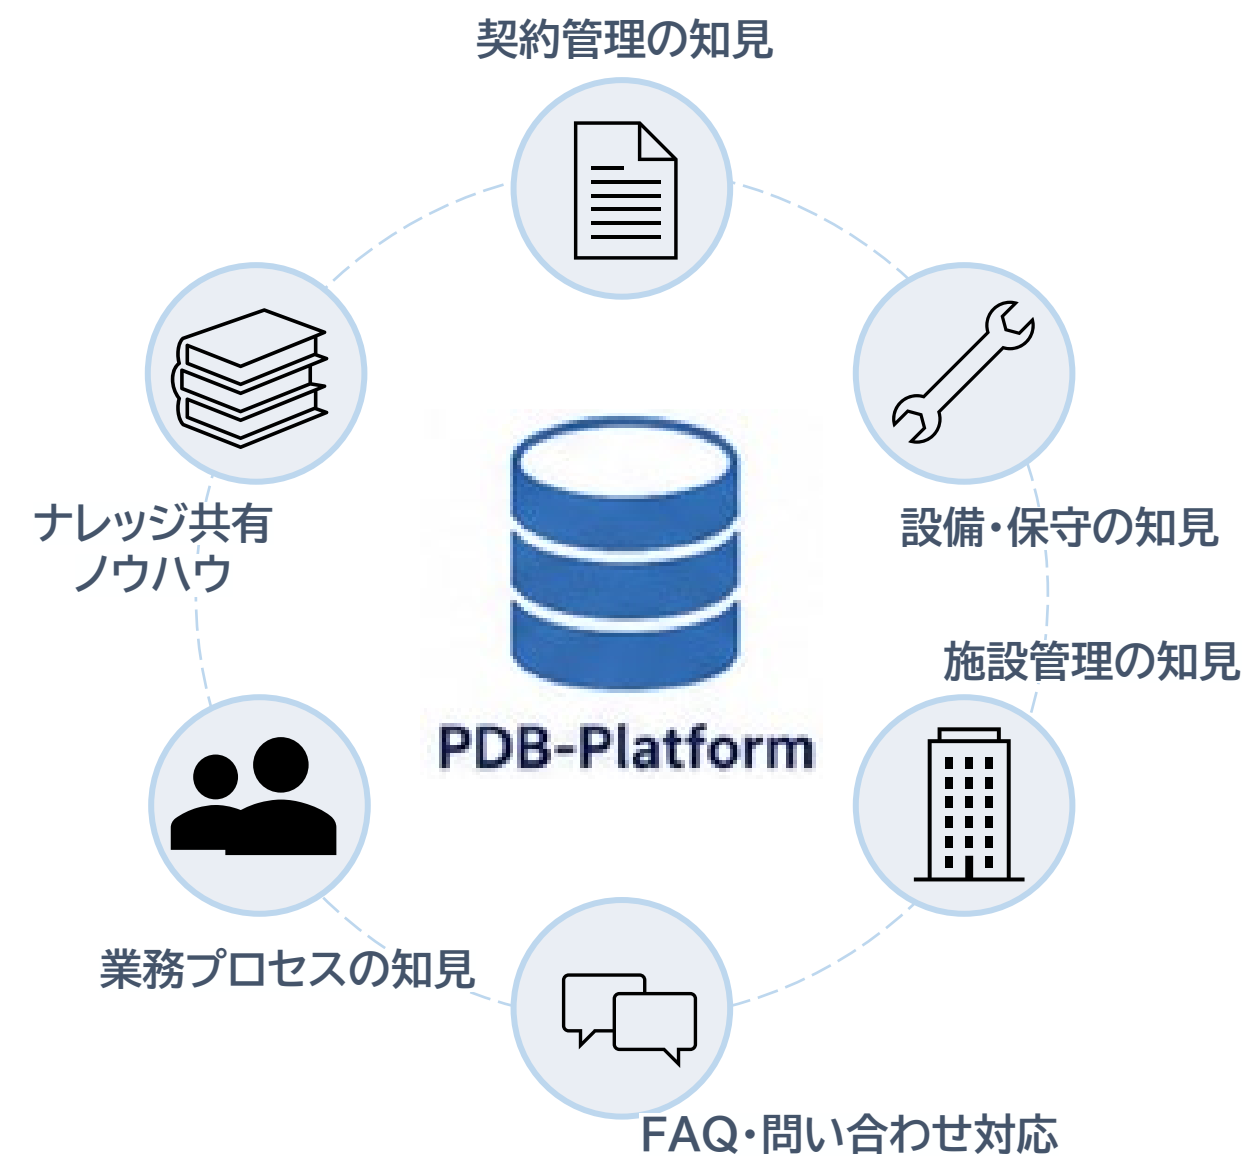 契約管理の知見
ナレッジ共有
ノウハウ
設備・保守の知見
施設管理の知見
PDB-Platform
業務プロセスの知見
FAQ・問い合わせ対応